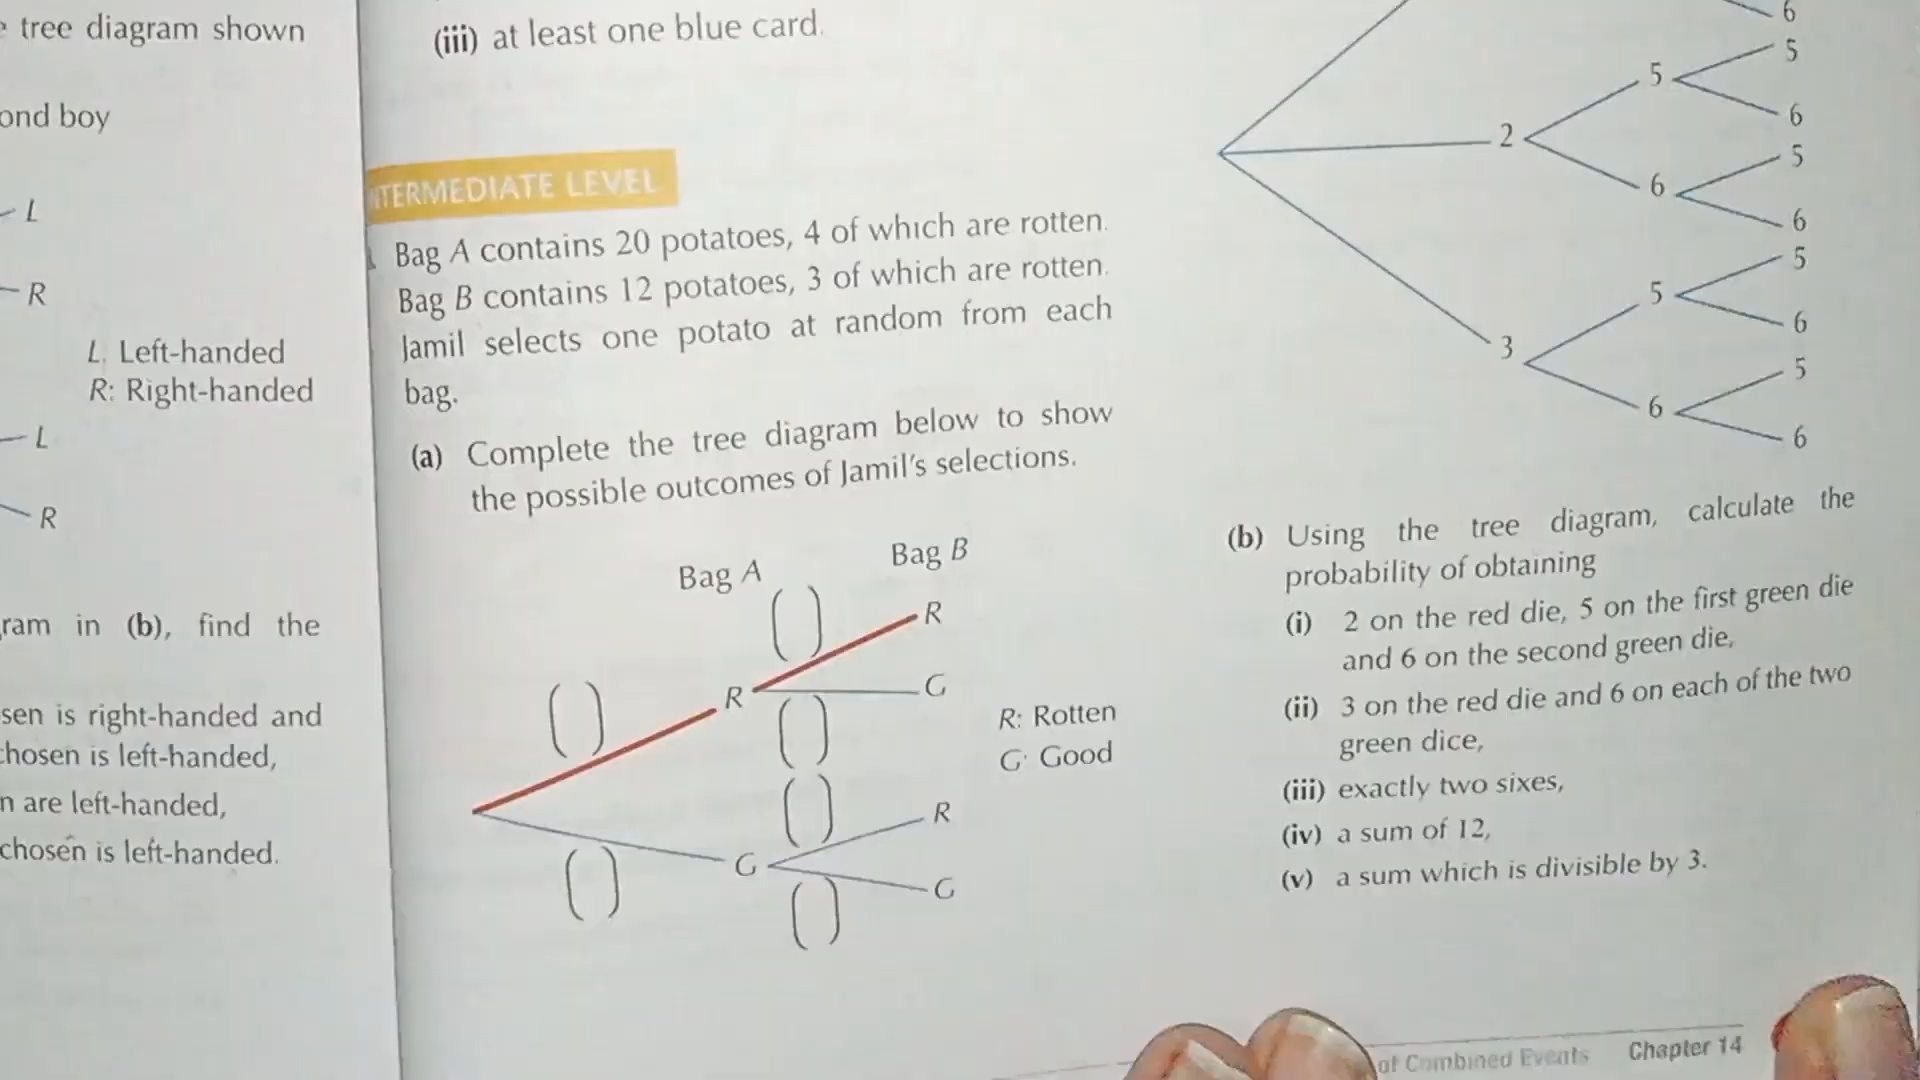 tree diagram shown
ond boy
L
R
L: Left-handed
R: Right-handed
L
R
ram in (b), find the
sen is right-handed and
chosen is left-handed,
n are left-handed,
chosen is left-handed.
(iii) at least one blue card.
NTERMEDIATE LEVEL
Bag A contains 20 potatoes, 4 of which are rotten.
Bag B contains 12 potatoes, 3 of which are rotten.
Jamil selects one potato at random from each
bag.
(a) Complete the tree diagram below to show
the possible outcomes of Jamil's selections.
Bag A
Bag B
( )
R
( )
R
G
( )
R: Rotten
G: Good
( )
R
G
( )
G
( )
6
5
5
2
6
5
6
6
5
5
3
6
5
6
6
(b) Using the tree diagram, calculate the
probability of obtaining
(i) 2 on the red die, 5 on the first green die
and 6 on the second green die,
(ii) 3 on the red die and 6 on each of the two
green dice,
(iii) exactly two sixes,
(iv) a sum of 12,
(v) a sum which is divisible by 3.
of Combined Events Chapter 14